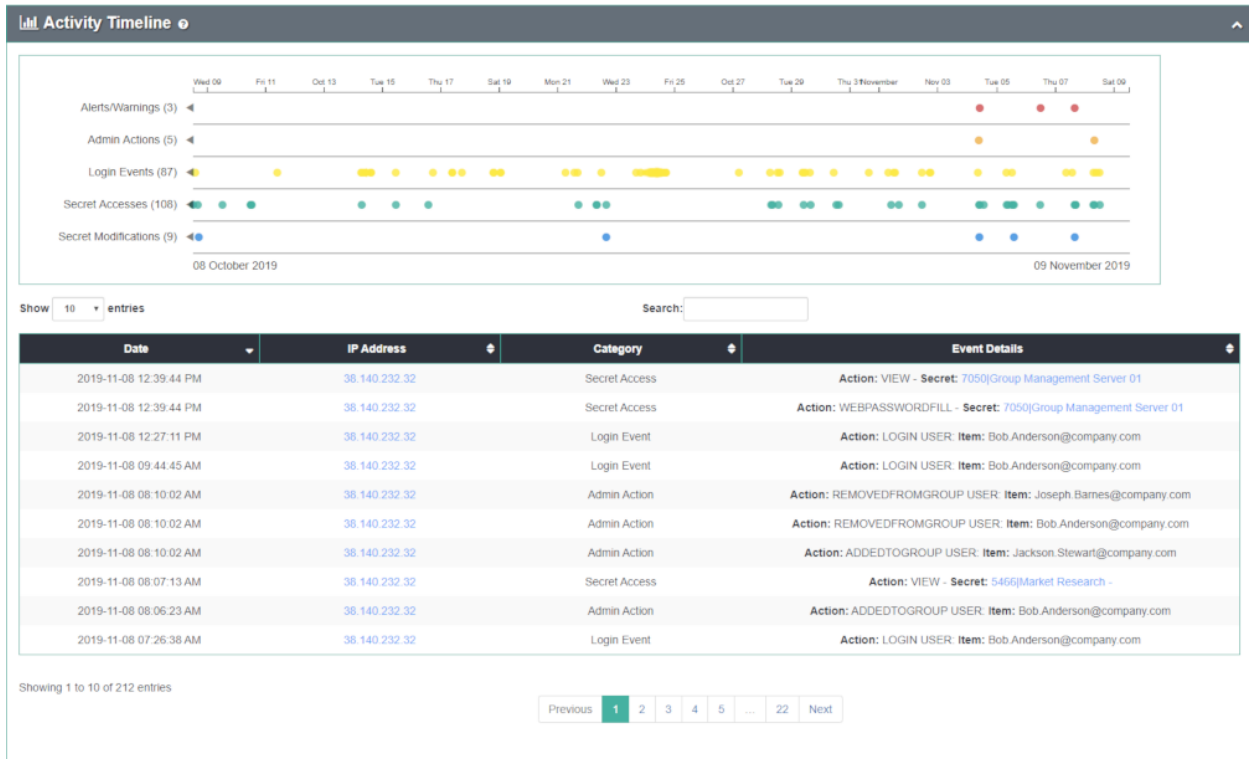 Activity Timeline
Wed 09 Fri 11 Oct 13 Tue 15 Thu 17 Sat 19 Mon 21 Wed 23 Fri 25 Oct 27 Tue 29 Thu 31 November Nov 03 Tue 05 Thu 07 Sat 09
Alerts/Warnings (3)
Admin Actions (5)
Login Events (87)
Secret Accesses (108)
Secret Modifications (9)
08 October 2019 09 November 2019
Show 10 entries Search:
Date IP Address Category Event Details
2019-11-08 12:39:44 PM 38.140.232.32 Secret Access Action: VIEW - Secret: 7050|Group Management Server 01
2019-11-08 12:39:44 PM 38.140.232.32 Secret Access Action: WEBPASSWORDFILL - Secret: 7050|Group Management Server 01
2019-11-08 12:27:11 PM 38.140.232.32 Login Event Action: LOGIN USER: Item: Bob.Anderson@company.com
2019-11-08 09:44:45 AM 38.140.232.32 Login Event Action: LOGIN USER: Item: Bob.Anderson@company.com
2019-11-08 08:10:02 AM 38.140.232.32 Admin Action Action: REMOVEDFROMGROUP USER: Item: Joseph.Barnes@company.com
2019-11-08 08:10:02 AM 38.140.232.32 Admin Action Action: REMOVEDFROMGROUP USER: Item: Bob.Anderson@company.com
2019-11-08 08:10:02 AM 38.140.232.32 Admin Action Action: ADDEDTOGROUP USER: Item: Jackson.Stewart@company.com
2019-11-08 08:07:13 AM 38.140.232.32 Secret Access Action: VIEW - Secret: 5466|Market Research -
2019-11-08 08:06:23 AM 38.140.232.32 Admin Action Action: ADDEDTOGROUP USER: Item: Bob.Anderson@company.com
2019-11-08 07:26:38 AM 38.140.232.32 Login Event Action: LOGIN USER: Item: Bob.Anderson@company.com
Showing 1 to 10 of 212 entries
Previous 1 2 3 4 5 ... 22 Next